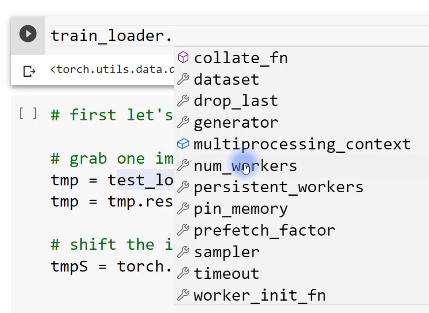 train_loader.
<torch.utils.data.d
collate_fn
dataset
drop_last
generator
multiprocessing_context
num_workers
persistent_workers
pin_memory
prefetch_factor
sampler
timeout
worker_init_fn
[ ] # first let's
# grab one im
tmp = test_lo
tmp = tmp.res
# shift the i
tmpS = torch.